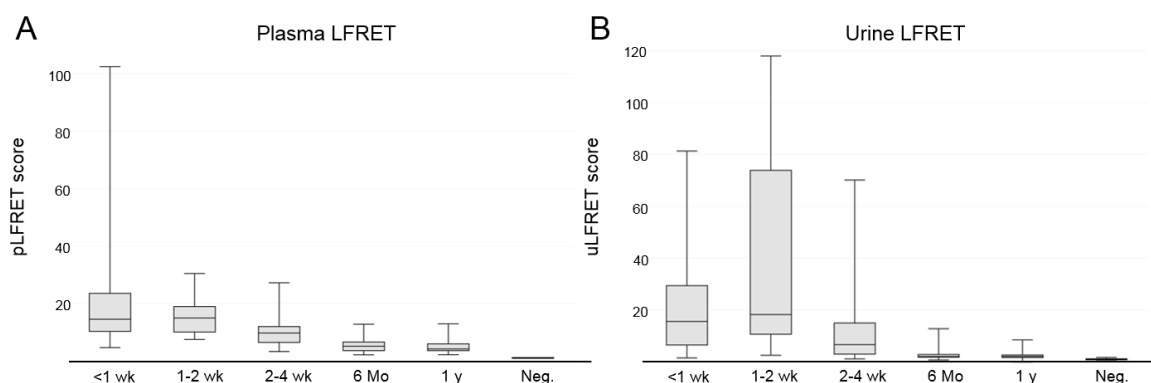 A
Plasma LFRET
pLFRET score
100
80
60
40
20
<1 wk
1-2 wk
2-4 wk
6 Mo
1 y
Neg.
B
Urine LFRET
uLFRET score
120
100
80
60
40
20
<1 wk
1-2 wk
2-4 wk
6 Mo
1 y
Neg.